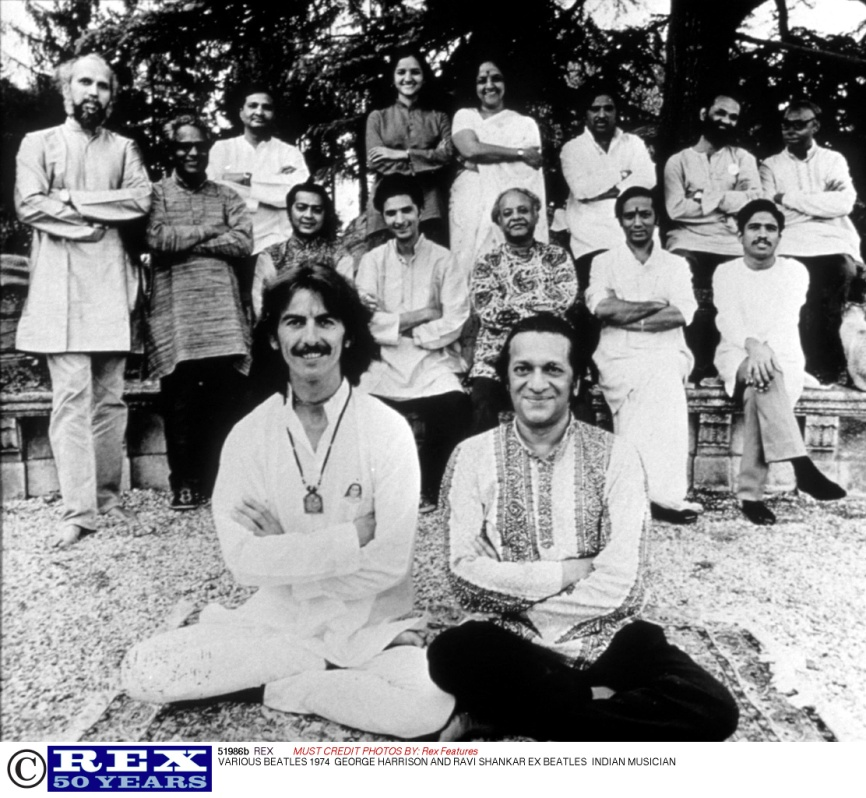 © REX
50 YEARS
51986b REX MUST CREDIT PHOTOS BY: Rex Features
VARIOUS BEATLES 1974 GEORGE HARRISON AND RAVI SHANKAR EX BEATLES INDIAN MUSICIAN